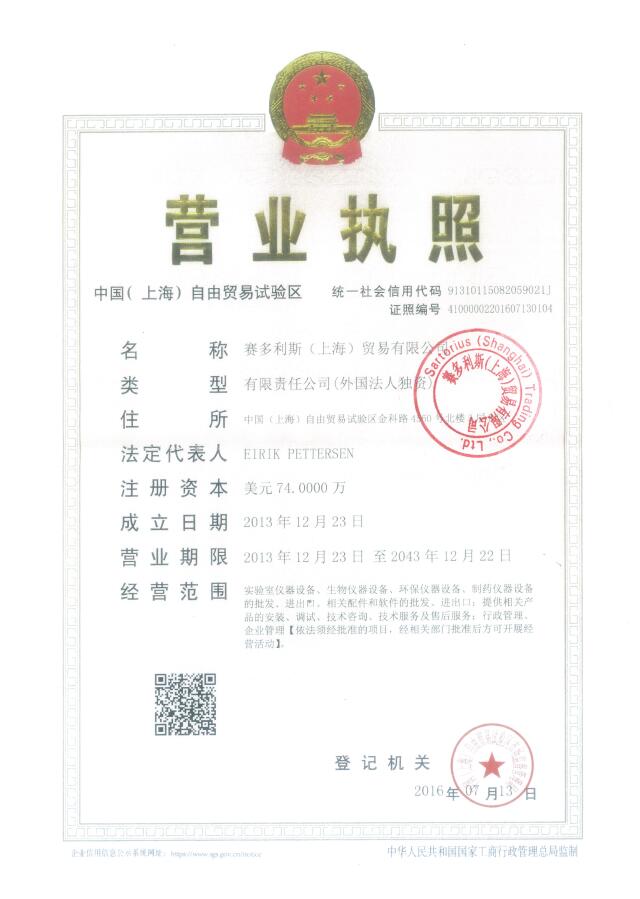 营业执照
中国（上海）自由贸易试验区 统一社会信用代码 91310115082059021J
证照编号 41000002201607130104
名称 赛多利斯（上海）贸易有限公司
类型 有限责任公司(外国法人独资)
住所 中国（上海）自由贸易试验区金科路4560号北楼
法定代表人 EIRIK PETTERSEN
注册资本 美元74.0000万
成立日期 2013年12月23日
营业期限 2013年12月23日 至2043年12月22日
经营范围 实验室仪器设备、生物仪器设备、环保仪器设备、制药仪器设备
的批发、进出口，相关配件和软件的批发、进出口；提供相关产
品的安装、调试、技术咨询、技术服务及售后服务；行政管理、
企业管理【依法须经批准的项目，经相关部门批准后方可开展经
营活动】。
Sartorius (Shanghai) Trading Co., Ltd.
赛多利斯(上海)贸易有限公司
登记机关
2016年07月13日
企业信用信息公示系统网址：https://www.sgs.gov.cn/notice
中华人民共和国国家工商行政管理总局监制